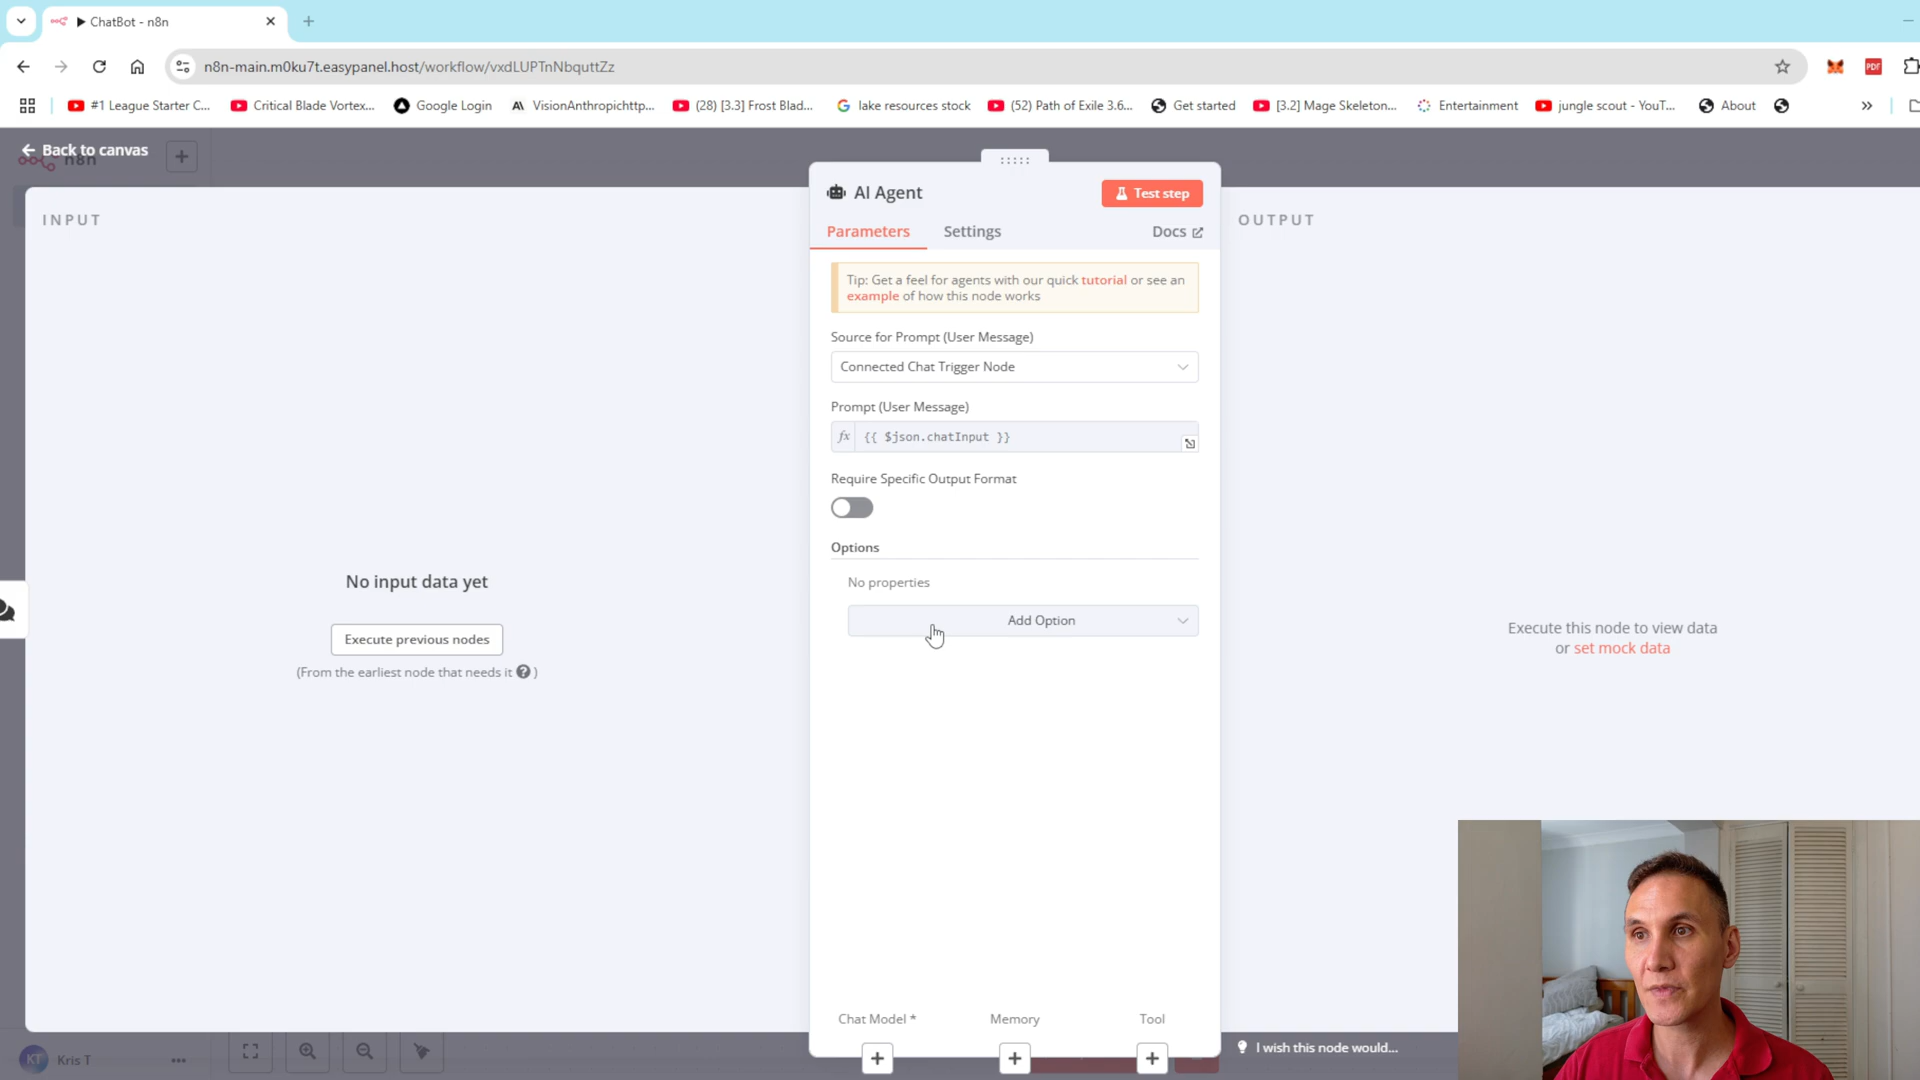 ChatBot - n8n
n8n-main.m0ku7t.easypanel.host/workflow/vxdLUPTnNbquttZz
#1 League Starter C...
Critical Blade Vortex...
Google Login
VisionAnthropichttp...
(28) [3.3] Frost Blad...
lake resources stock
(52) Path of Exile 3.6...
Get started
[3.2] Mage Skeleton...
Entertainment
jungle scout - YouT...
About
PDF
Back to canvas
n8n
INPUT
No input data yet
Execute previous nodes
(From the earliest node that needs it ? )
AI Agent
Test step
Parameters
Settings
Docs
Tip: Get a feel for agents with our quick tutorial or see an
example of how this node works
Source for Prompt (User Message)
Connected Chat Trigger Node
Prompt (User Message)
fx {{ $json.chatInput }}
Require Specific Output Format
Options
No properties
Add Option
Chat Model *
Memory
Tool
OUTPUT
Execute this node to view data
or set mock data
I wish this node would...
KT Kris T